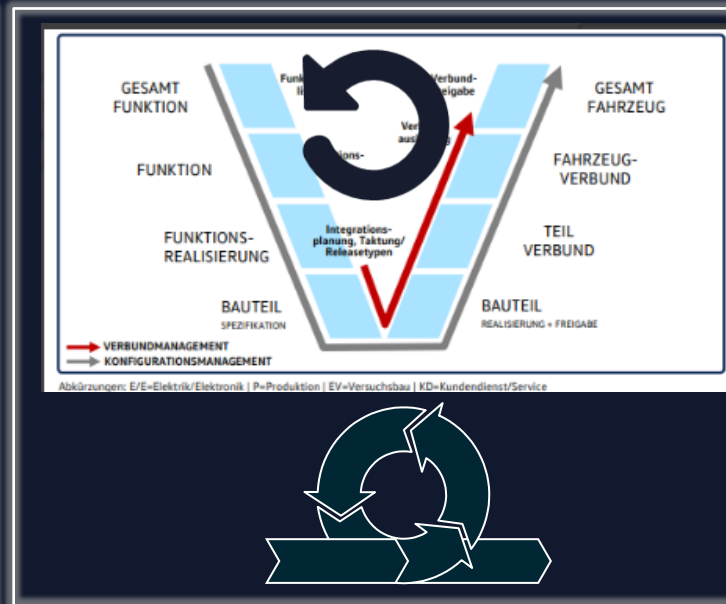 GESAMT
FUNKTION
FUNKTION
FUNKTIONS-
REALISIERUNG
BAUTEIL
SPEZIFIKATION
Integrations-
planung, Taktung/
Releasetypen
Verbund-
GESAMT
FAHRZEUG
FAHRZEUG-
VERBUND
TEIL
VERBUND
BAUTEIL
REALISIERUNG + FREIGABE
VERBUNDMANAGEMENT
KONFIGURATIONSMANAGEMENT
Abkürzungen: E/E=Elektrik/Elektronik | P=Produktion | EV=Versuchsbau | KD=Kundendienst/Service